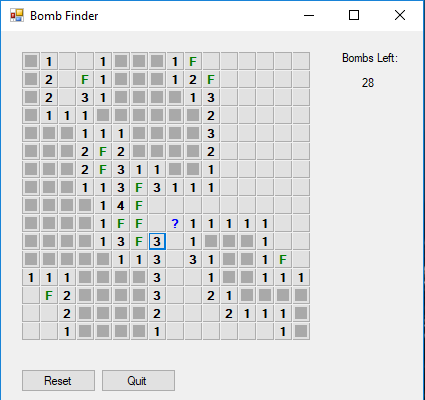 Bomb Finder
Bombs Left:
28
1 1 1 F
2 F 1 1 2 F
2 3 1 1 3
1 1 1 2
1 1 1 3
2 F 2 2
2 F 3 1 1 1
1 1 3 F 3 1 1 1
1 4 F
1 F F ? 1 1 1 1 1
1 3 F 3 1 1
1 1 3 3 1 1 F
1 1 1 3 1 1 1 1
F 2 3 2 1
2 2 2 1 1 1
1 1 1
Reset Quit